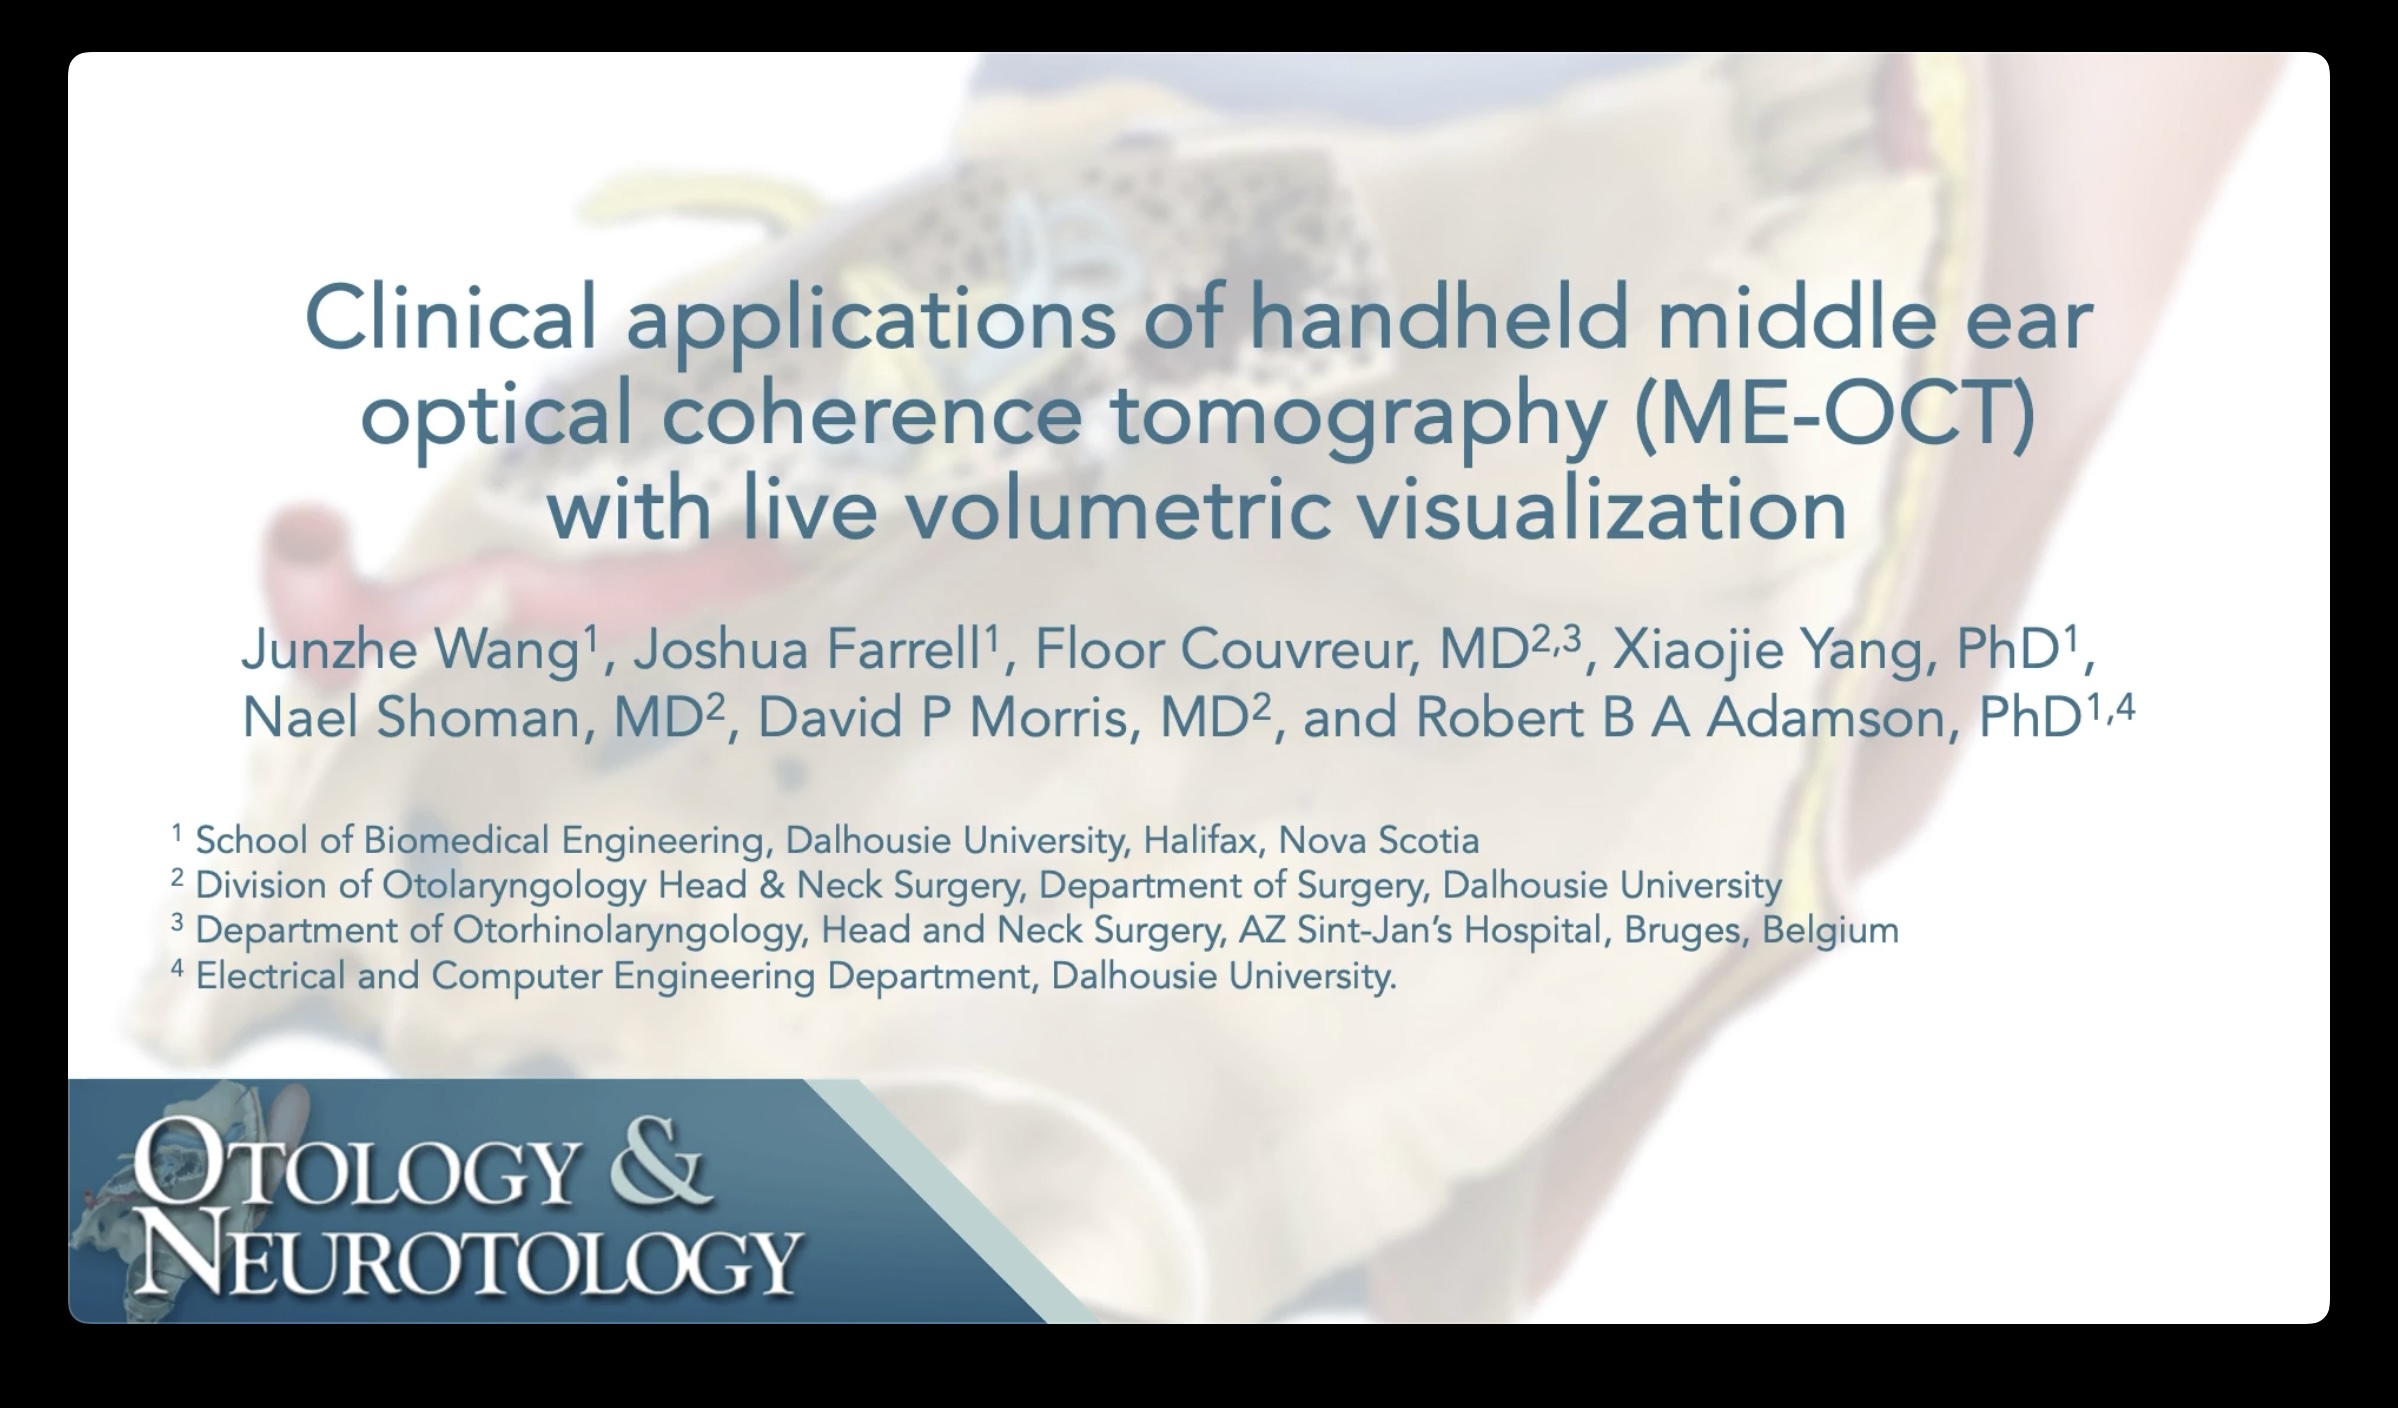 Clinical applications of handheld middle ear
optical coherence tomography (ME-OCT)
with live volumetric visualization
Junzhe Wang¹, Joshua Farrell¹, Floor Couvreur, MD²,³, Xiaojie Yang, PhD¹,
Nael Shoman, MD², David P Morris, MD², and Robert B A Adamson, PhD¹,⁴
¹ School of Biomedical Engineering, Dalhousie University, Halifax, Nova Scotia
² Division of Otolaryngology Head & Neck Surgery, Department of Surgery, Dalhousie University
³ Department of Otorhinolaryngology, Head and Neck Surgery, AZ Sint-Jan’s Hospital, Bruges, Belgium
⁴ Electrical and Computer Engineering Department, Dalhousie University.
OTOLOGY &
NEUROTOLOGY